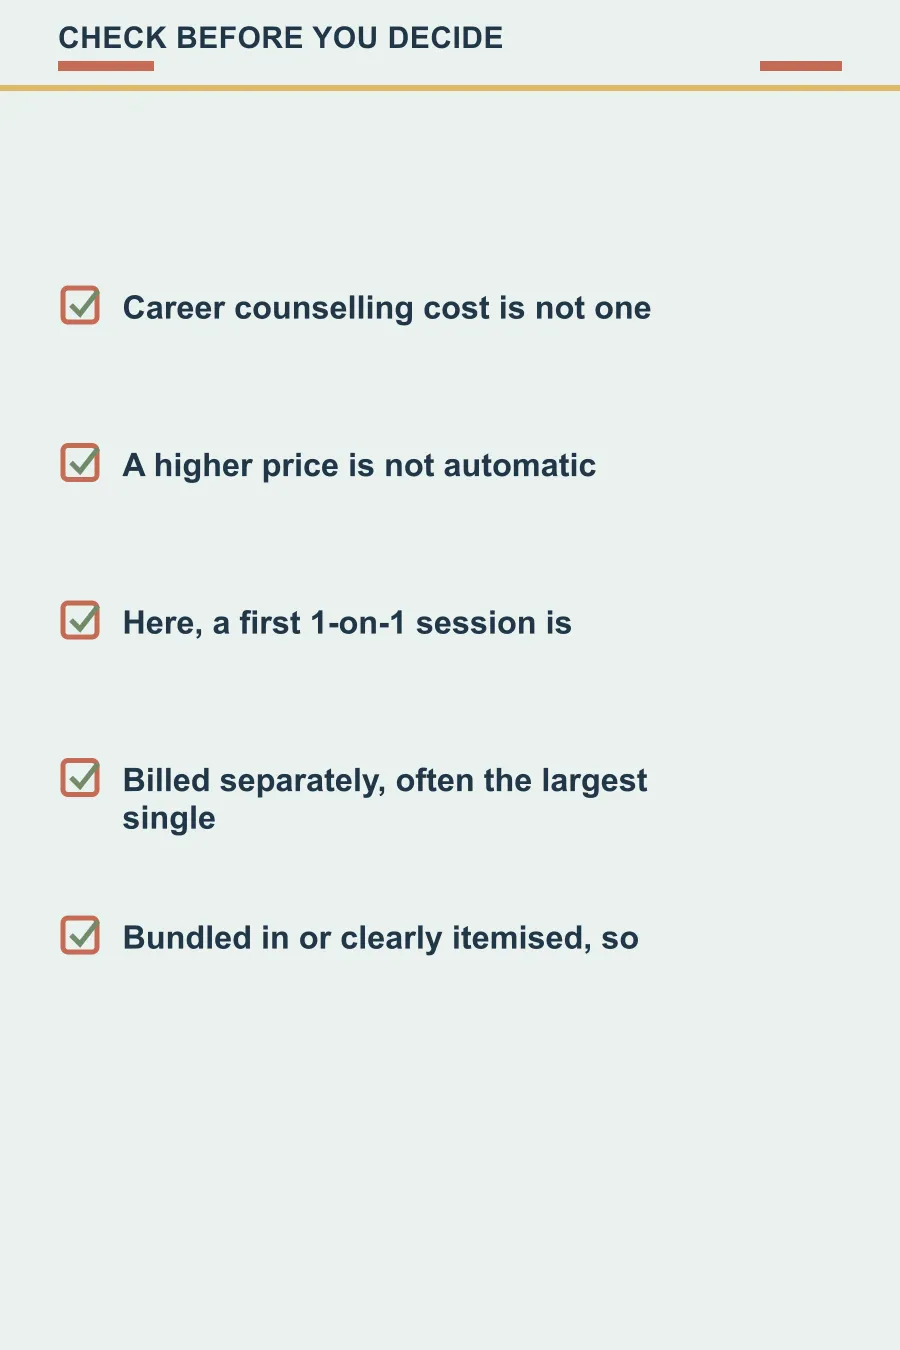 CHECK BEFORE YOU DECIDE
Career counselling cost is not one
A higher price is not automatic
Here, a first 1-on-1 session is
Billed separately, often the largest
single
Bundled in or clearly itemised, so